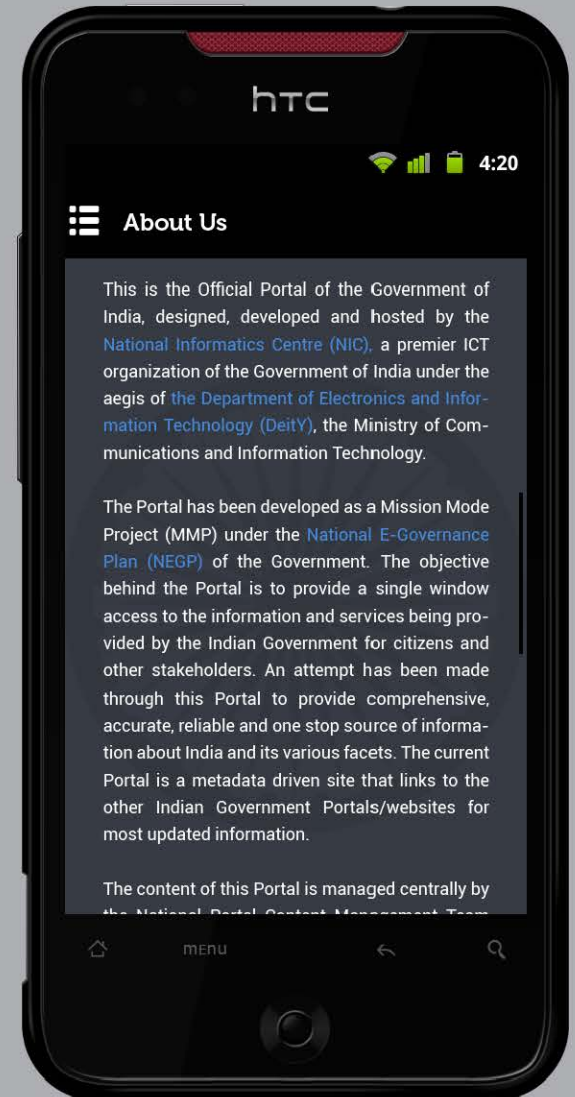 hTC
4:20
About Us
This is the Official Portal of the Government of
India, designed, developed and hosted by the
National Informatics Centre (NIC), a premier ICT
organization of the Government of India under the
aegis of the Department of Electronics and Infor-
mation Technology (DeitY), the Ministry of Com-
munications and Information Technology.
The Portal has been developed as a Mission Mode
Project (MMP) under the National E-Governance
Plan (NEGP) of the Government. The objective
behind the Portal is to provide a single window
access to the information and services being pro-
vided by the Indian Government for citizens and
other stakeholders. An attempt has been made
through this Portal to provide comprehensive,
accurate, reliable and one stop source of informa-
tion about India and its various facets. The current
Portal is a metadata driven site that links to the
other Indian Government Portals/websites for
most updated information.
The content of this Portal is managed centrally by
the National Portal Content Management Team
menu